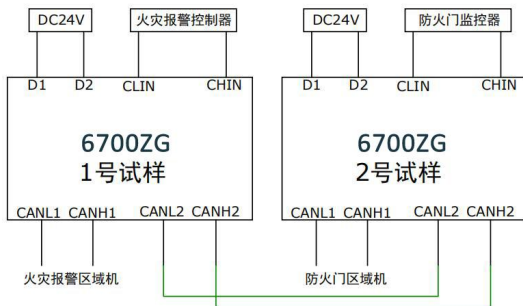 DC24V 火灾报警控制器 DC24V 防火门监控器
D1 D2 CLIN CHIN D1 D2 CLIN CHIN
6700ZG 6700ZG
1号试样 2号试样
CANL1 CANH1 CANL2 CANH2 CANL1 CANH1 CANL2 CANH2
火灾报警区域机 防火门区域机